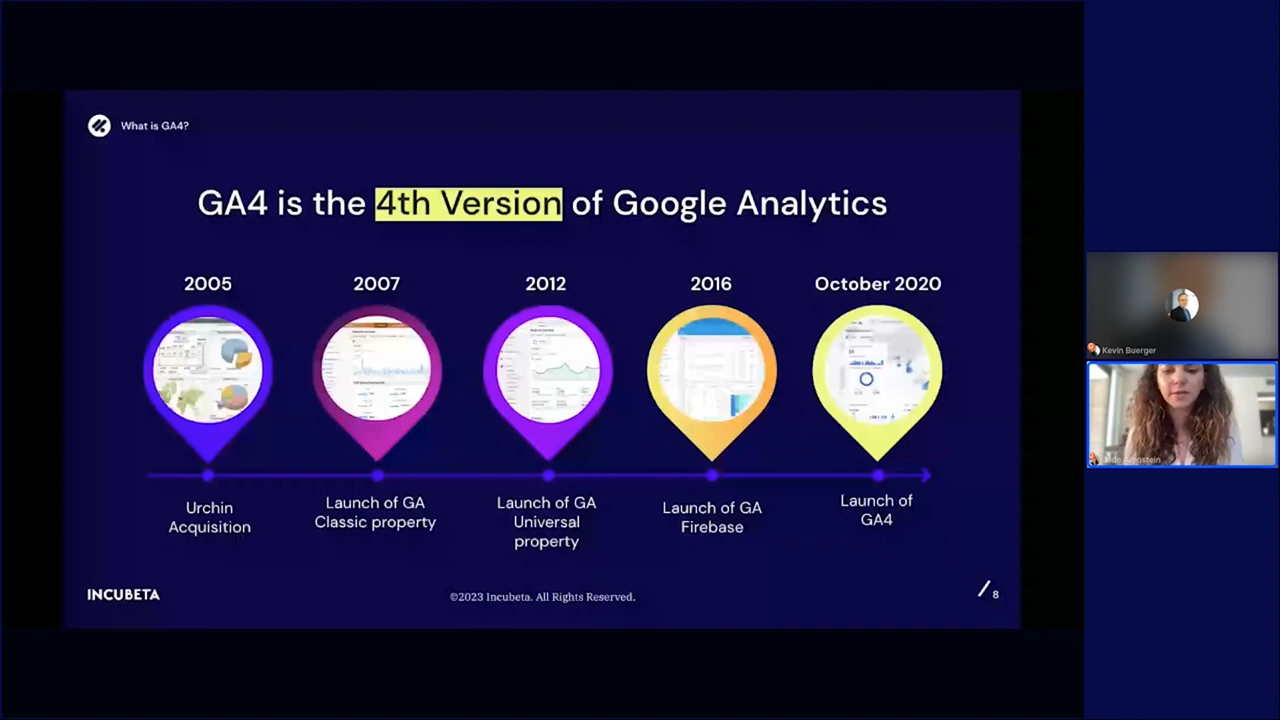 What is GA4?
GA4 is the 4th Version of Google Analytics
2005
2007
2012
2016
October 2020
Urchin
Acquisition
Launch of GA
Classic property
Launch of GA
Universal
property
Launch of GA
Firebase
Launch of
GA4
INCUBETA
©2023 Incubeta. All Rights Reserved.
8
Kevin Buerger